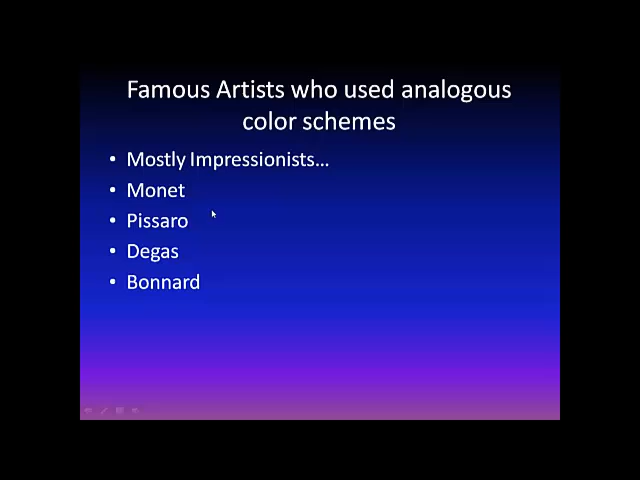 Famous Artists who used analogous
color schemes
• Mostly Impressionists...
• Monet
• Pissaro
• Degas
• Bonnard